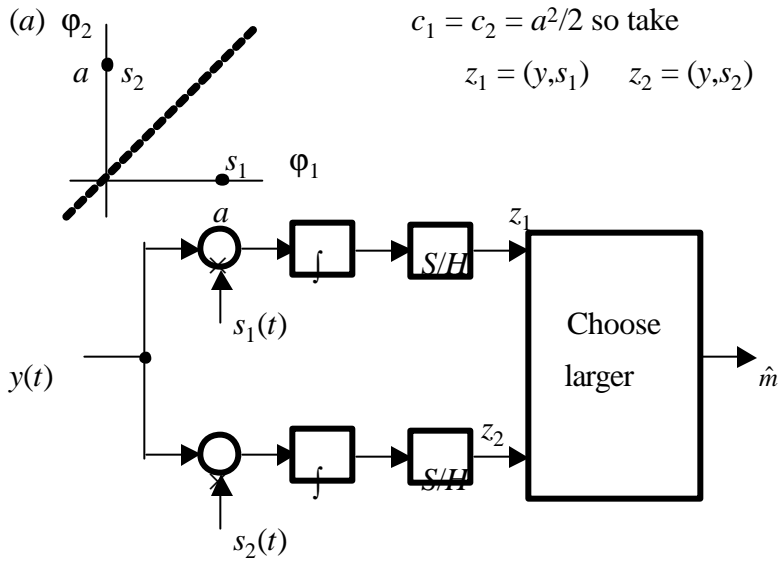 (a) φ₂
c₁ = c₂ = a²/2 so take
a s₂
z₁ = (y,s₁) z₂ = (y,s₂)
s₁ φ₁
a
z₁
×
∫
S/H
s₁(t)
Choose
larger
y(t)
m̂
z₂
×
∫
S/H
s₂(t)